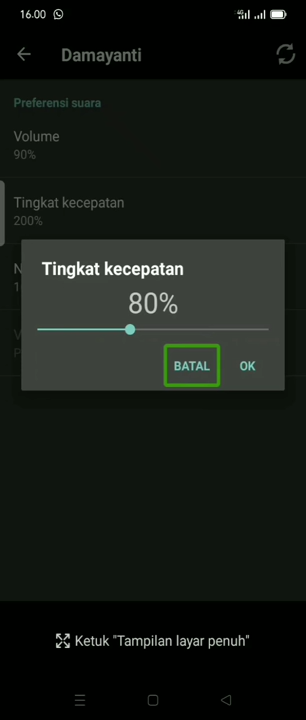 16.00
4G
Damayanti
Preferensi suara
Volume
90%
Tingkat kecepatan
200%
Tingkat kecepatan
80%
BATAL OK
Ketuk "Tampilan layar penuh"